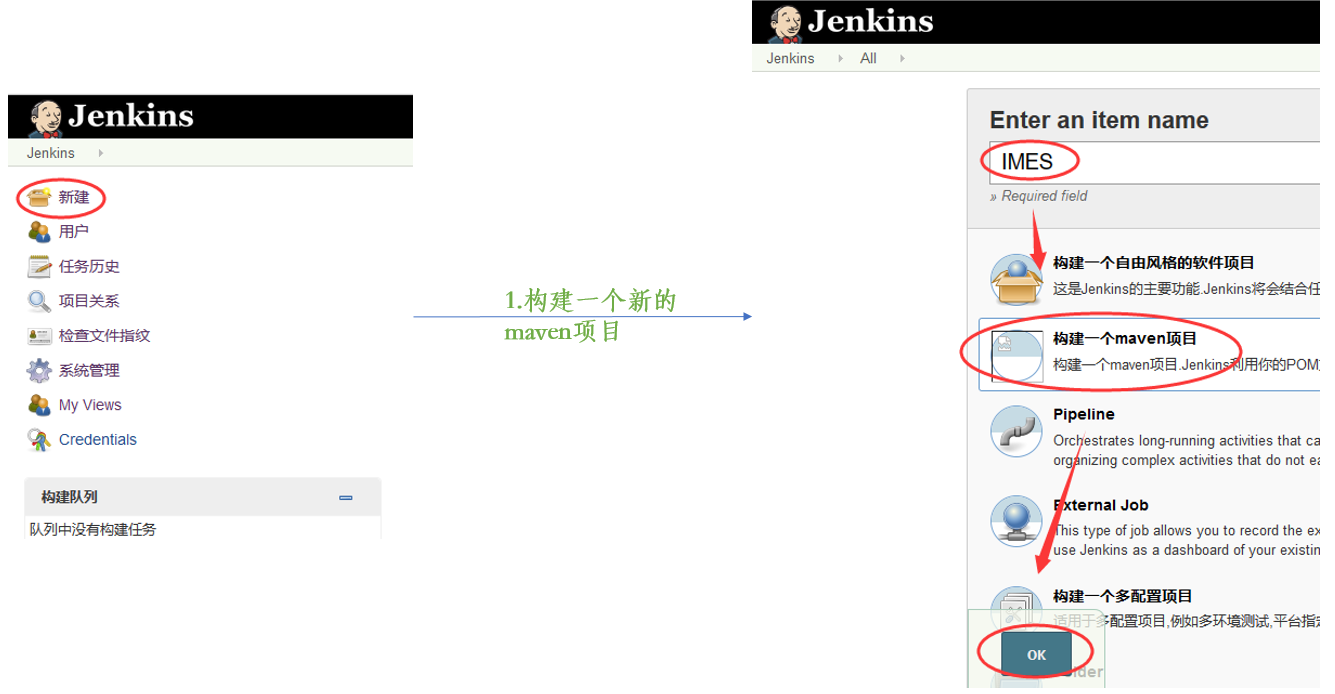 Jenkins
Jenkins
新建
用户
任务历史
项目关系
检查文件指纹
系统管理
My Views
Credentials
构建队列
队列中没有构建任务
1.构建一个新的
maven项目
Jenkins
Jenkins All
Enter an item name
IMES
» Required field
构建一个自由风格的软件项目
这是Jenkins的主要功能.Jenkins将会结合任
构建一个maven项目
构建一个maven项目.Jenkins利用你的POM
Pipeline
Orchestrates long-running activities that ca
organizing complex activities that do not ea
External Job
This type of job allows you to record the ex
use Jenkins as a dashboard of your existin
构建一个多配置项目
适用于多配置项目,例如多环境测试,平台指定
OK